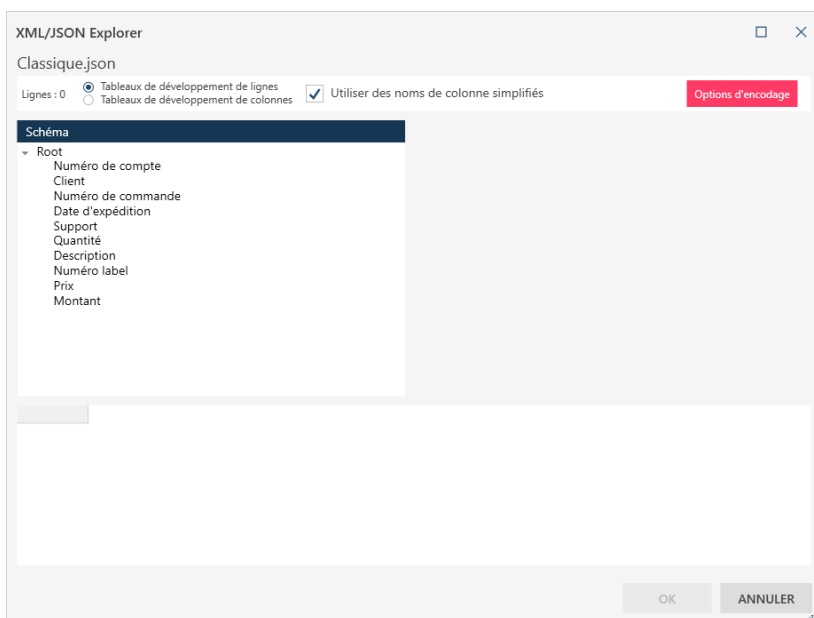 XML/JSON Explorer
Classique.json
Lignes : 0
Tableaux de développement de lignes
Tableaux de développement de colonnes
Utiliser des noms de colonne simplifiés
Options d'encodage
Schéma
Root
Numéro de compte
Client
Numéro de commande
Date d'expédition
Support
Quantité
Description
Numéro label
Prix
Montant
OK
ANNULER